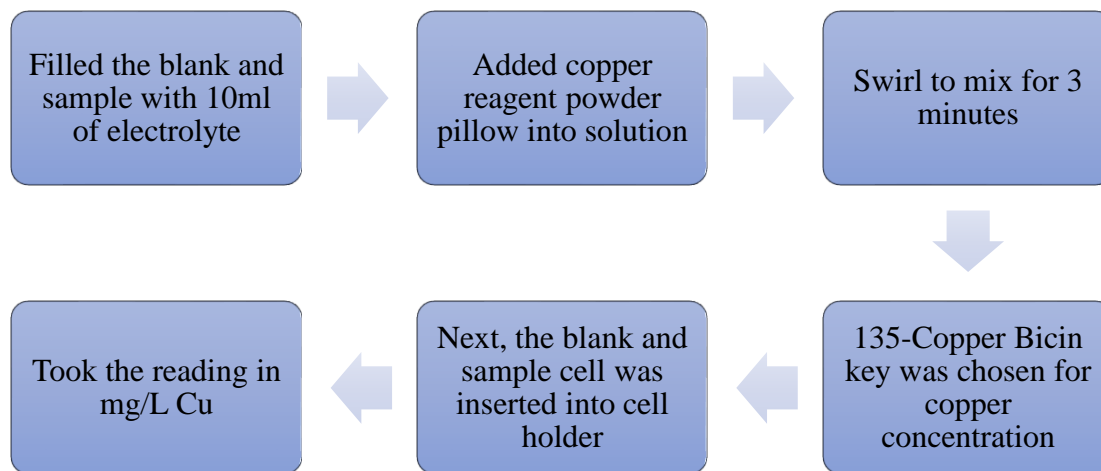 Filled the blank and
sample with 10ml
of electrolyte
Added copper
reagent powder
pillow into solution
Swirl to mix for 3
minutes
135-Copper Bicin
key was chosen for
copper
concentration
Next, the blank and
sample cell was
inserted into cell
holder
Took the reading in
mg/L Cu